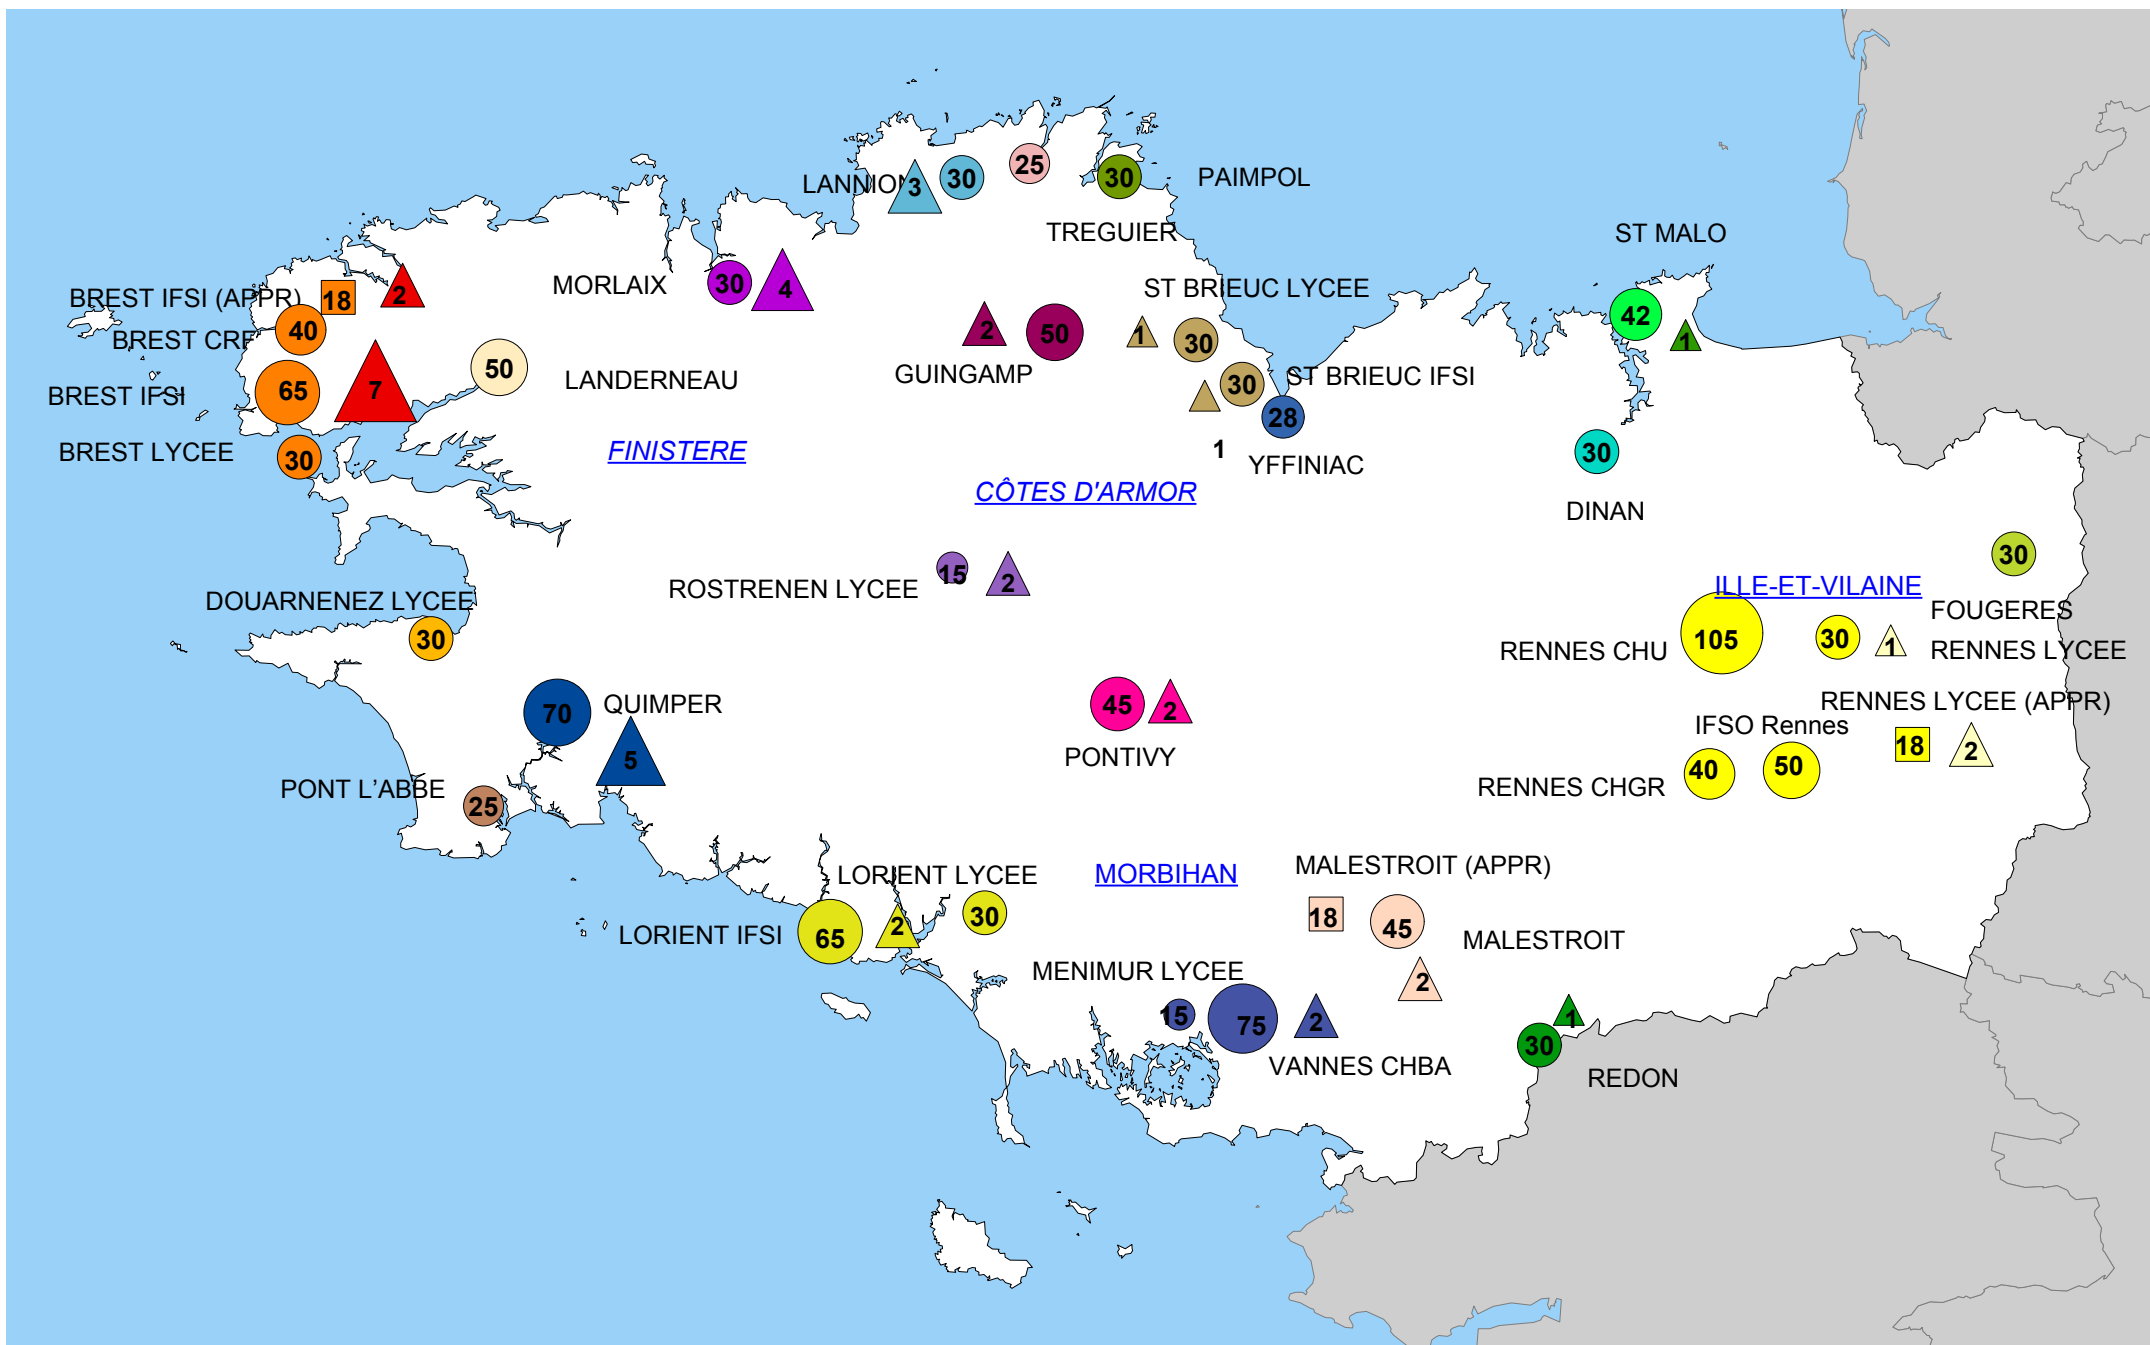 25
30
LANNION
3
30
PAIMPOL
TREGUIER
ST MALO
MORLAIX
30
4
ST BRIEUC LYCEE
BREST IFSI (APPR)
18
2
42
BREST CRF
40
2
50
1
30
1
GUINGAMP
LANDERNEAU
50
BREST IFSI
65
7
30
ST BRIEUC IFSI
28
1
YFFINIAC
BREST LYCEE
30
FINISTERE
30
CÔTES D'ARMOR
DINAN
30
ROSTRENEN LYCEE
15
2
ILLE-ET-VILAINE
DOUARNENEZ LYCEE
30
FOUGERES
RENNES CHU
105
30
1
RENNES LYCEE
QUIMPER
70
45
2
RENNES LYCEE (APPR)
IFSO Rennes
5
PONTIVY
18
2
PONT L'ABBE
25
RENNES CHGR
40
50
LORIENT LYCEE
MORBIHAN
MALESTROIT (APPR)
30
18
45
LORIENT IFSI
65
2
MALESTROIT
MENIMUR LYCEE
2
15
75
2
1
30
VANNES CHBA
REDON